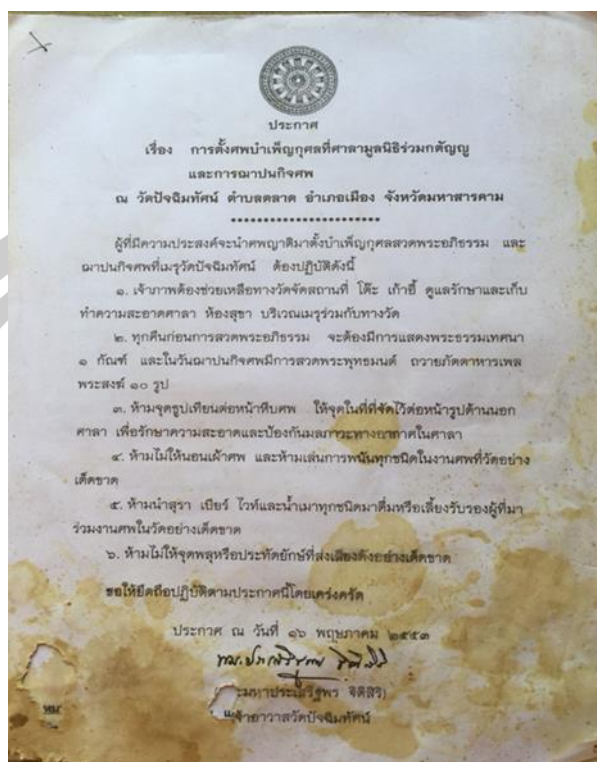 ประกาศ
เรื่อง การตั้งศพบำเพ็ญกุศลที่ศาลามูลนิธิร่วมกตัญญู
และการฌาปนกิจศพ
ณ วัดปัจฉิมทัศน์ ตำบลตลาด อำเภอเมือง จังหวัดมหาสารคาม
***********************
ผู้ที่มีความประสงค์จะนำศพญาติมาตั้งบำเพ็ญกุศลสวดพระอภิธรรม และ
ฌาปนกิจศพที่เมรุวัดปัจฉิมทัศน์ ต้องปฏิบัติดังนี้
๑. เจ้าภาพต้องช่วยเหลือทางวัดจัดสถานที่ โต๊ะ เก้าอี้ ดูแลรักษาและเก็บ
ทำความสะอาดศาลา ห้องสุขา บริเวณเมรุร่วมกับทางวัด
๒. ทุกคืนก่อนการสวดพระอภิธรรม จะต้องมีการแสดงพระธรรมเทศนา
๑ กัณฑ์ และในวันฌาปนกิจศพมีการสวดพระพุทธมนต์ ถวายภัตตาหารเพล
พระสงฆ์ ๑๐ รูป
๓. ห้ามจุดธูปเทียนต่อหน้าหีบศพ ให้จุดในที่ที่จัดไว้ต่อหน้ารูปด้านนอก
ศาลา เพื่อรักษาความสะอาดและป้องกันมลภาวะทางอากาศในศาลา
๔. ห้ามไม่ให้นอนเฝ้าศพ และห้ามเล่นการพนันทุกชนิดในงานศพที่วัดอย่าง
เด็ดขาด
๕. ห้ามนำสุรา เบียร์ ไวท์และน้ำเมาทุกชนิดมาดื่มหรือเลี้ยงรับรองผู้ที่มา
ร่วมงานศพในวัดอย่างเด็ดขาด
๖. ห้ามไม่ให้จุดพลุหรือประทัดยักษ์ที่ส่งเสียงดังอย่างเด็ดขาด
ขอให้ยึดถือปฏิบัติตามประกาศนี้โดยเคร่งครัด
ประกาศ ณ วันที่ ๑๖ พฤษภาคม ๒๕๕๓
มหาประเสริฐพร ฐิติสิริ)
เจ้าอาวาสวัดปัจฉิมทัศน์